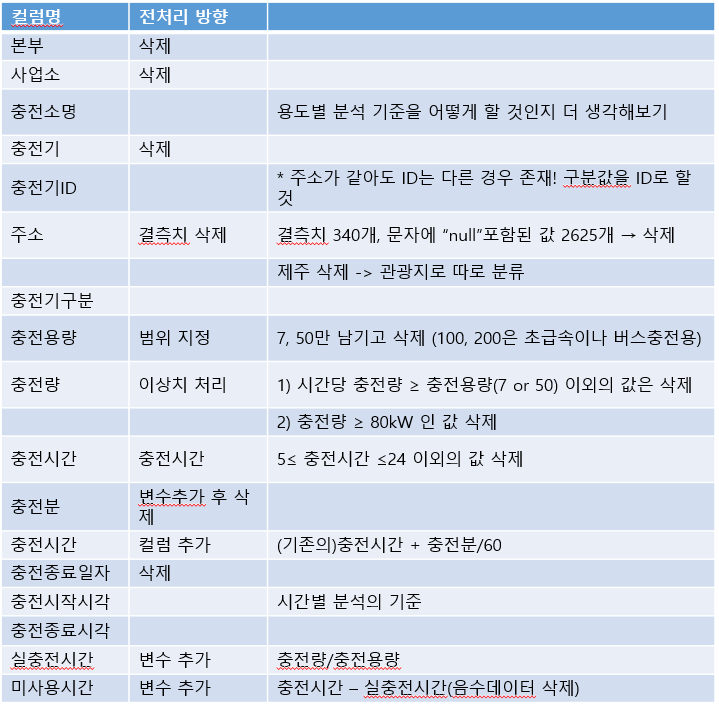 컬럼명 전처리 방향
본부 삭제
사업소 삭제
충전소명 용도별 분석 기준을 어떻게 할 것인지 더 생각해보기
충전기 삭제
충전기ID * 주소가 같아도 ID는 다른 경우 존재! 구분값을 ID로 할
것
주소 결측치 삭제 결측치 340개, 문자에 “null”포함된 값 2625개 → 삭제
제주 삭제 -> 관광지로 따로 분류
충전기구분
충전용량 범위 지정 7, 50만 남기고 삭제 (100, 200은 초급속이나 버스충전용)
충전량 이상치 처리 1) 시간당 충전량 ≥ 충전용량(7 or 50) 이외의 값은 삭제
2) 충전량 ≥ 80kW 인 값 삭제
충전시간 충전시간 5≤ 충전시간 ≤24 이외의 값 삭제
충전분 변수추가 후 삭
제
충전시간 컬럼 추가 (기존의)충전시간 + 충전분/60
충전종료일자 삭제
충전시작시각 시간별 분석의 기준
충전종료시각
실충전시간 변수 추가 충전량/충전용량
미사용시간 변수 추가 충전시간 – 실충전시간(음수데이터 삭제)